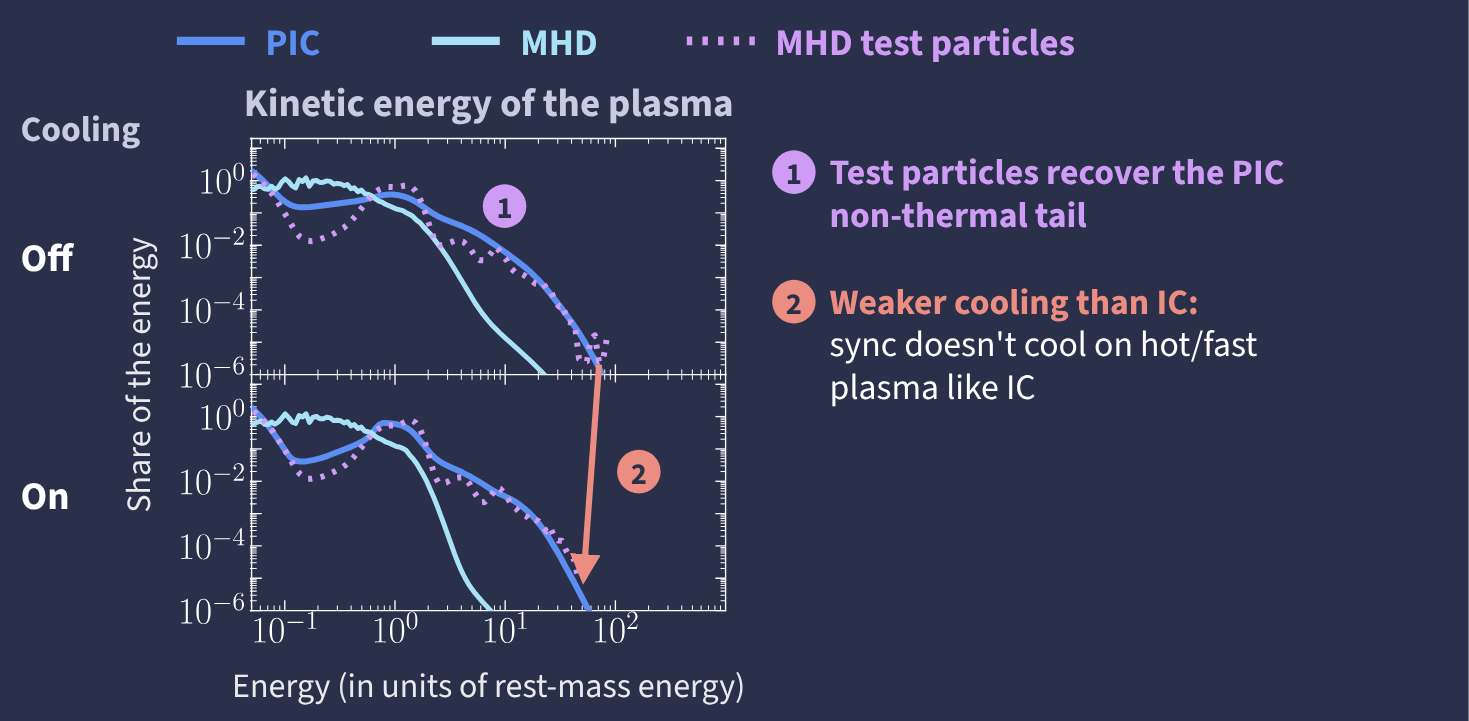 PIC MHD MHD test particles
Kinetic energy of the plasma
Cooling
Off
On
Share of the energy
10^0
10^-2
10^-4
10^-6
10^0
10^-2
10^-4
10^-6
10^-1 10^0 10^1 10^2
Energy (in units of rest-mass energy)
1
2
1 Test particles recover the PIC
non-thermal tail
2 Weaker cooling than IC:
sync doesn't cool on hot/fast
plasma like IC